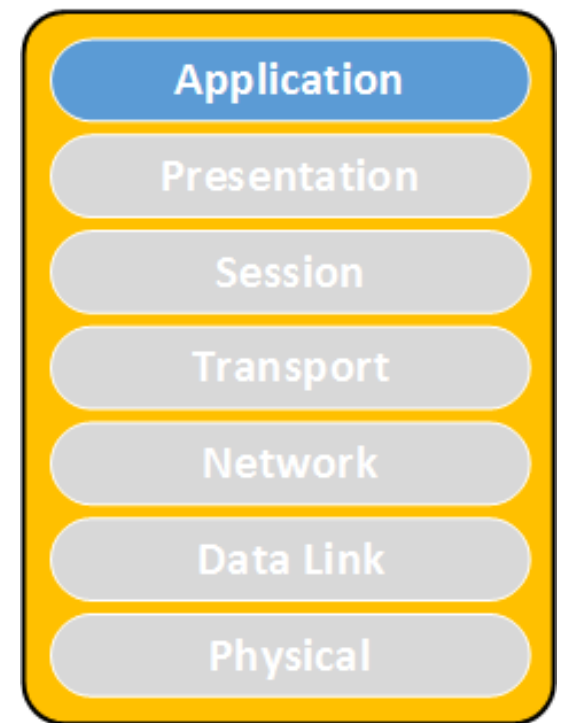 Application
Presentation
Session
Transport
Network
Data Link
Physical